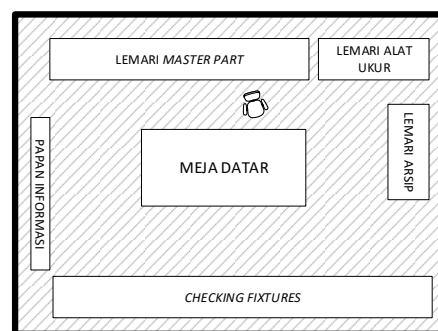 LEMARI MASTER PART
LEMARI ALAT
UKUR
PAPAN INFORMASI
MEJA DATAR
LEMARI ARSIP
CHECKING FIXTURES